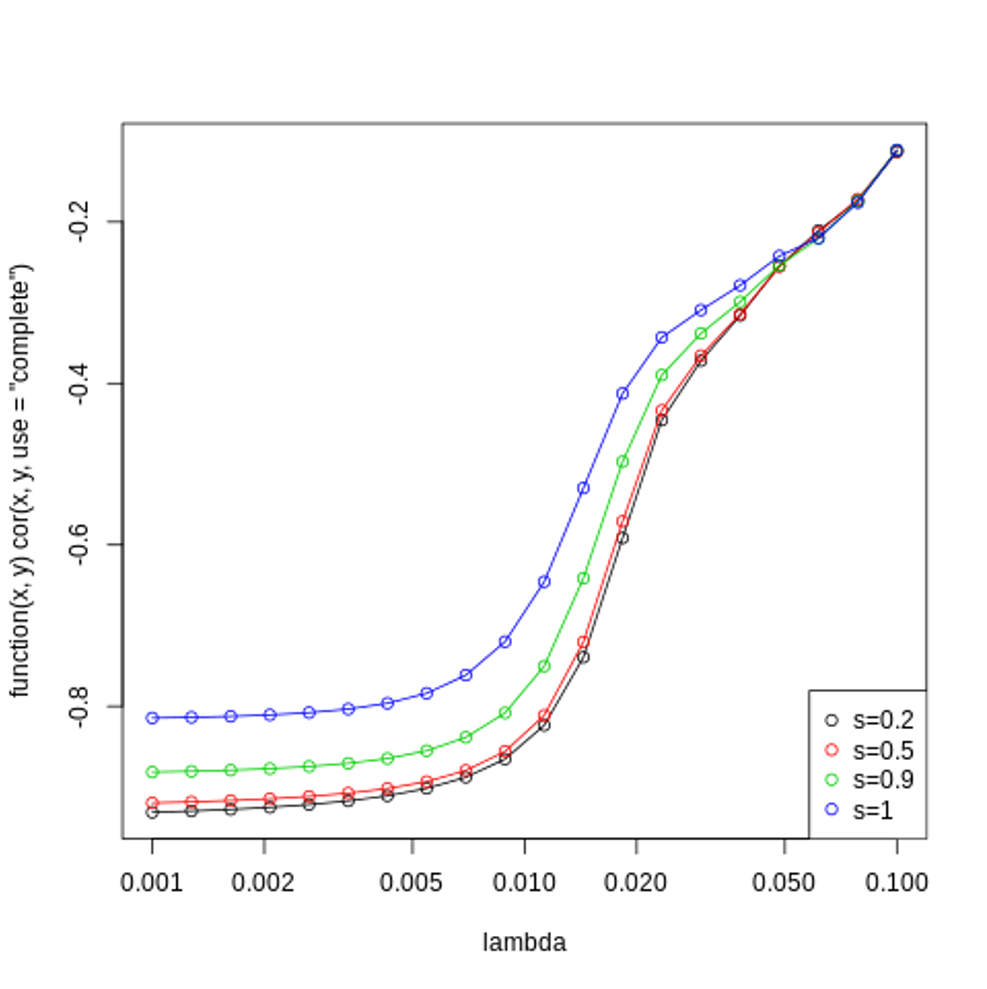 function(x, y) cor(x, y, use = "complete")
-0.2
-0.4
-0.6
-0.8
s=0.2
s=0.5
s=0.9
s=1
0.001 0.002 0.005 0.010 0.020 0.050 0.100
lambda